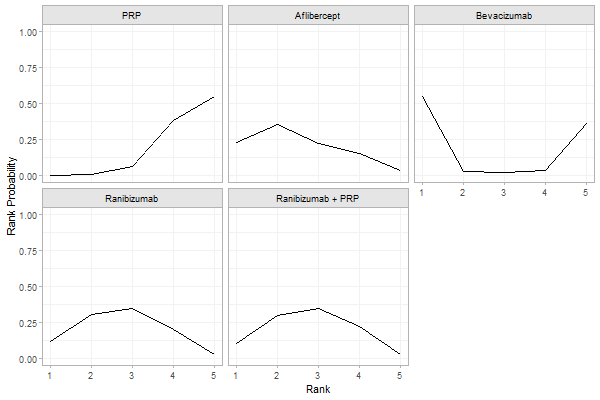 PRP Aflibercept Bevacizumab
1.00
0.75
0.50
0.25
0.00
1 2 3 4 5
Ranibizumab Ranibizumab + PRP
1.00
0.75
0.50
0.25
0.00
1 2 3 4 5 1 2 3 4 5
Rank
Rank Probability